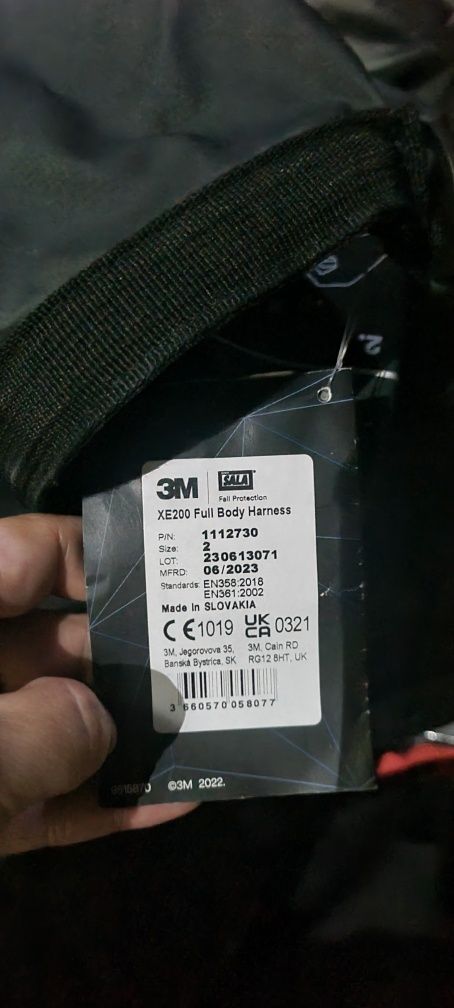 2.
3M
SALA
Fall Protection
XE200 Full Body Harness
P/N: 1112730
Size: 2
LOT: 230613071
MFRD: 06/2023
Standards: EN358:2018
EN361:2002
Made in SLOVAKIA
CE 1019 UKCA 0321
3M, Jegorovova 35, 3M, Cain RD
Banská Bystrica, SK RG12 8HT, UK
3 660570 058077
©3M 2022.